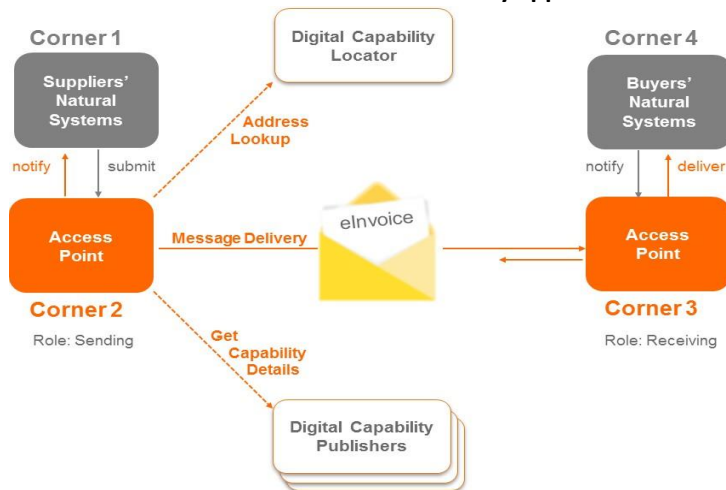 Corner 1
Suppliers'
Natural
Systems
notify
submit
Access
Point
Corner 2
Role: Sending
Digital Capability
Locator
Address
Lookup
Message Delivery
eInvoice
Get
Capability
Details
Digital Capability
Publishers
Corner 4
Buyers'
Natural
Systems
notify
deliver
Access
Point
Corner 3
Role: Receiving